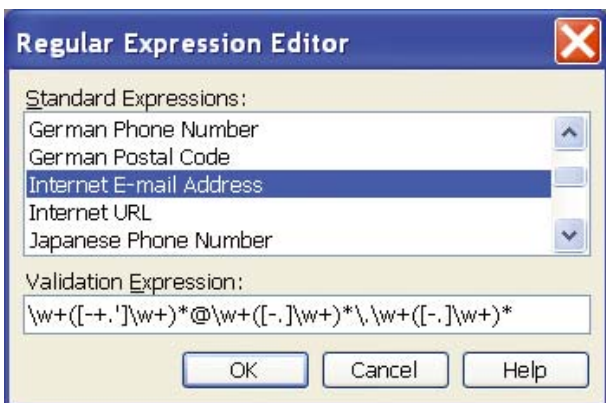 Regular Expression Editor
Standard Expressions:
German Phone Number
German Postal Code
Internet E-mail Address
Internet URL
Japanese Phone Number
Validation Expression:
\w+([-+.']\w+)*@\w+([-.]\w+)*\.\w+([-.]\w+)*
OK Cancel Help